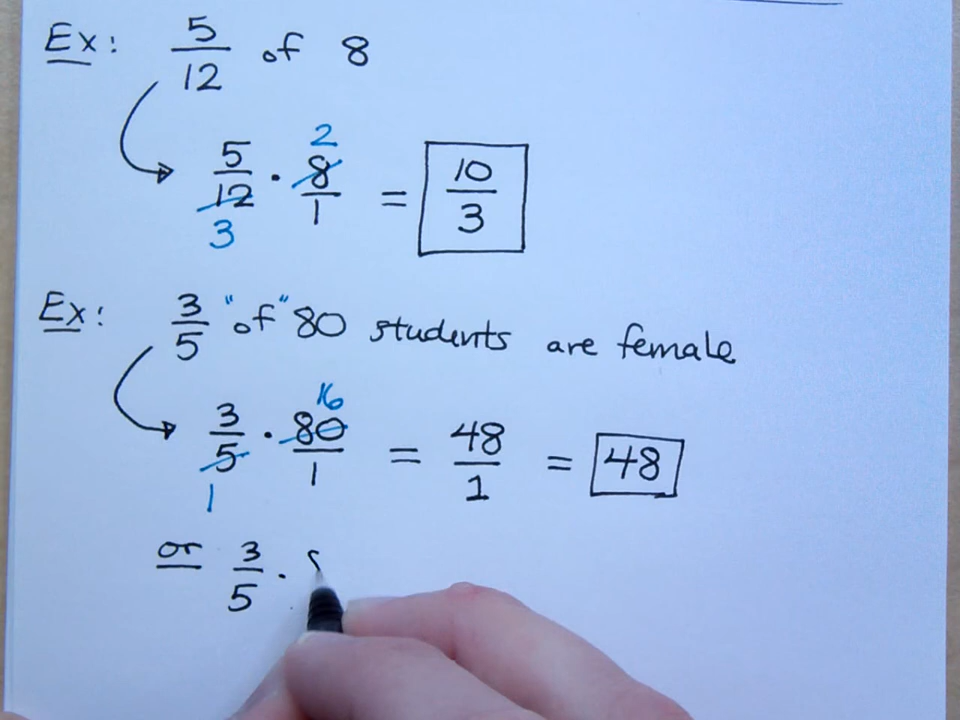 Ex: 5/12 of 8
5/12 · 8/1 = 10/3
2
3
Ex: 3/5 "of" 80 students are female
3/5 · 80/1 = 48/1 = 48
16
1
or 3/5 ·